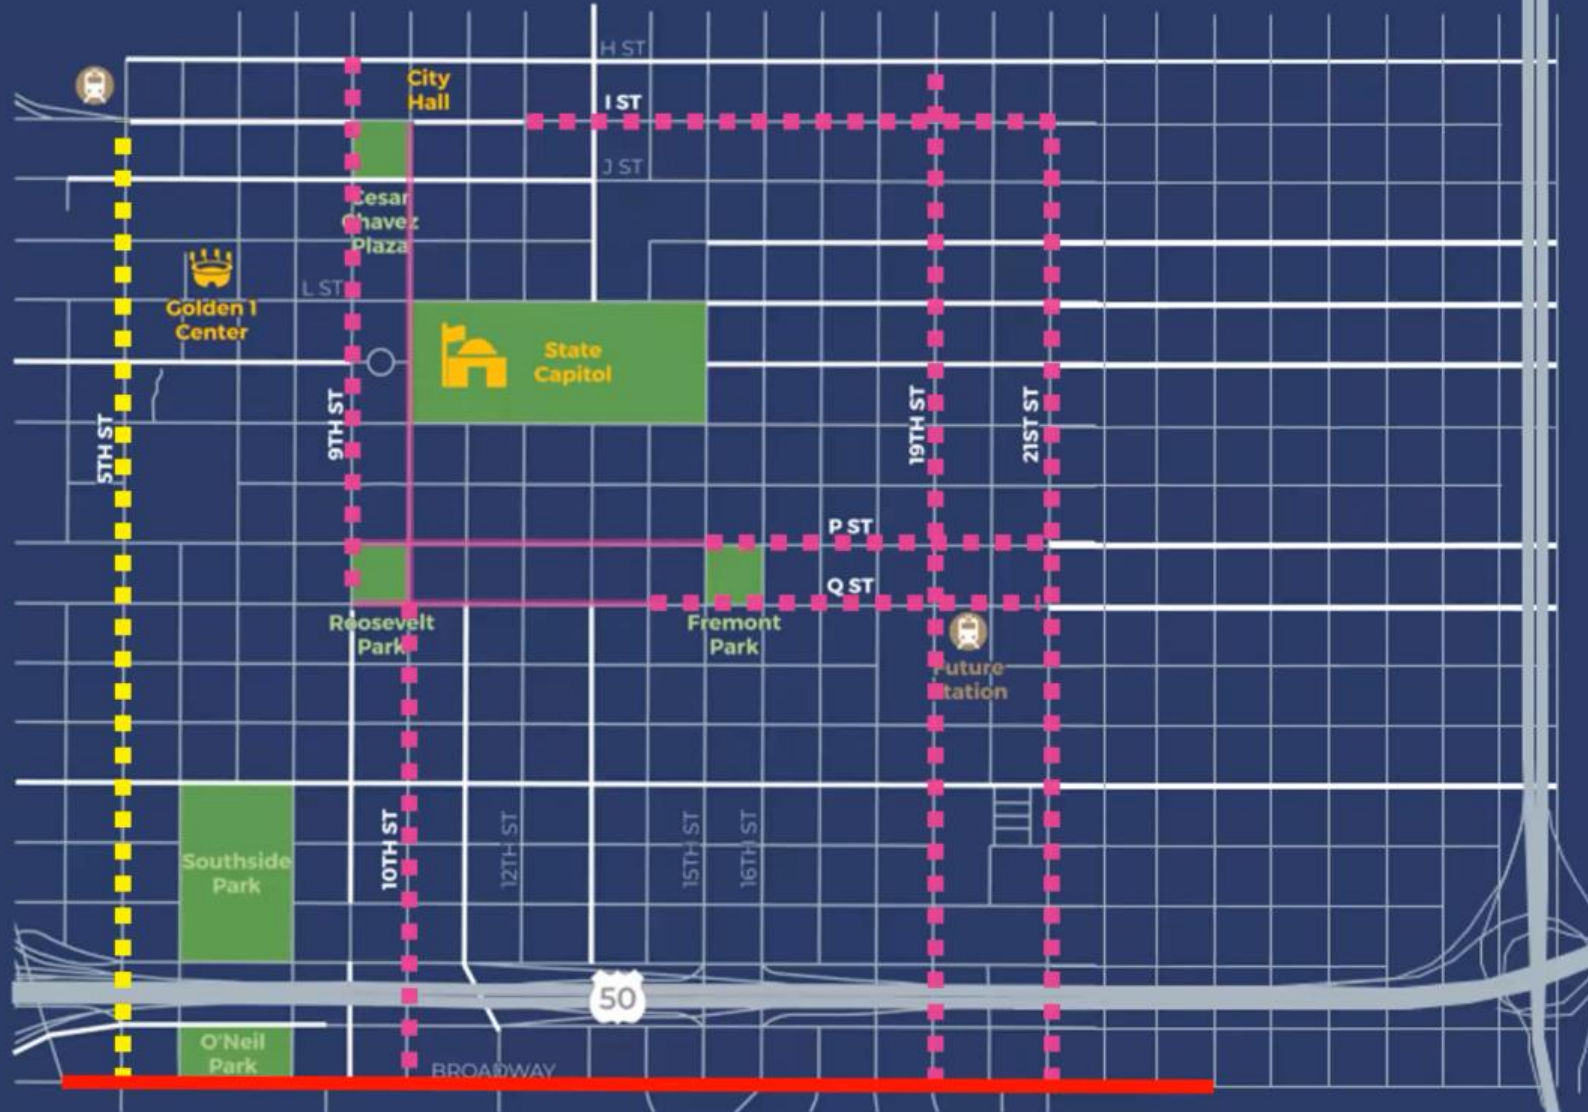 H ST
City
Hall
I ST
J ST
Cesar
Chavez
Plaza
L ST
Golden 1
Center
State
Capitol
5TH ST
9TH ST
19TH ST
21ST ST
P ST
Q ST
Roosevelt
Park
Fremont
Park
Future
Station
10TH ST
12TH ST
15TH ST
16TH ST
Southside
Park
50
O'Neil
Park
BROADWAY